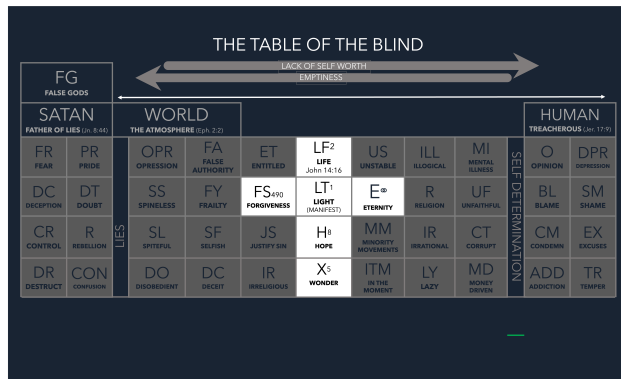 THE TABLE OF THE BLIND
LACK OF SELF WORTH
EMPTINESS
FG
FALSE GODS
SATAN
FATHER OF LIES (Jn. 8:44)
WORLD
THE ATMOSPHERE (Eph. 2:2)
HUMAN
TREACHEROUS (Jer. 17:9)
FR PR OPR FA ET LF2 US ILL MI O DPR
FEAR PRIDE OPRESSION FALSE AUTHORITY ENTITLED LIFE UNSTABLE ILLOGICAL MENTAL ILLNESS OPINION DEPRESSION
John 14:16
DC DT SS FY FS490 LT1 E∞ R UF BL SM
DECEPTION DOUBT SPINELESS FRAILTY FORGIVENESS LIGHT ETERNITY RELIGION UNFAITHFUL BLAME SHAME
(MANIFEST)
LIES
SELF DETERMINATION
CR R SL SF JS H8 MM IR CT CM EX
CONTROL REBELLION SPITEFUL SELFISH JUSTIFY SIN HOPE MINORITY MOVEMENTS IRRATIONAL CORRUPT CONDEMN EXCUSES
DR CON DO DC IR X5 ITM LY MD ADD TR
DESTRUCT CONFUSION DISOBEDIENT DECEIT IRRELIGIOUS WONDER IN THE MOMENT LAZY MONEY DRIVEN ADDICTION TEMPER